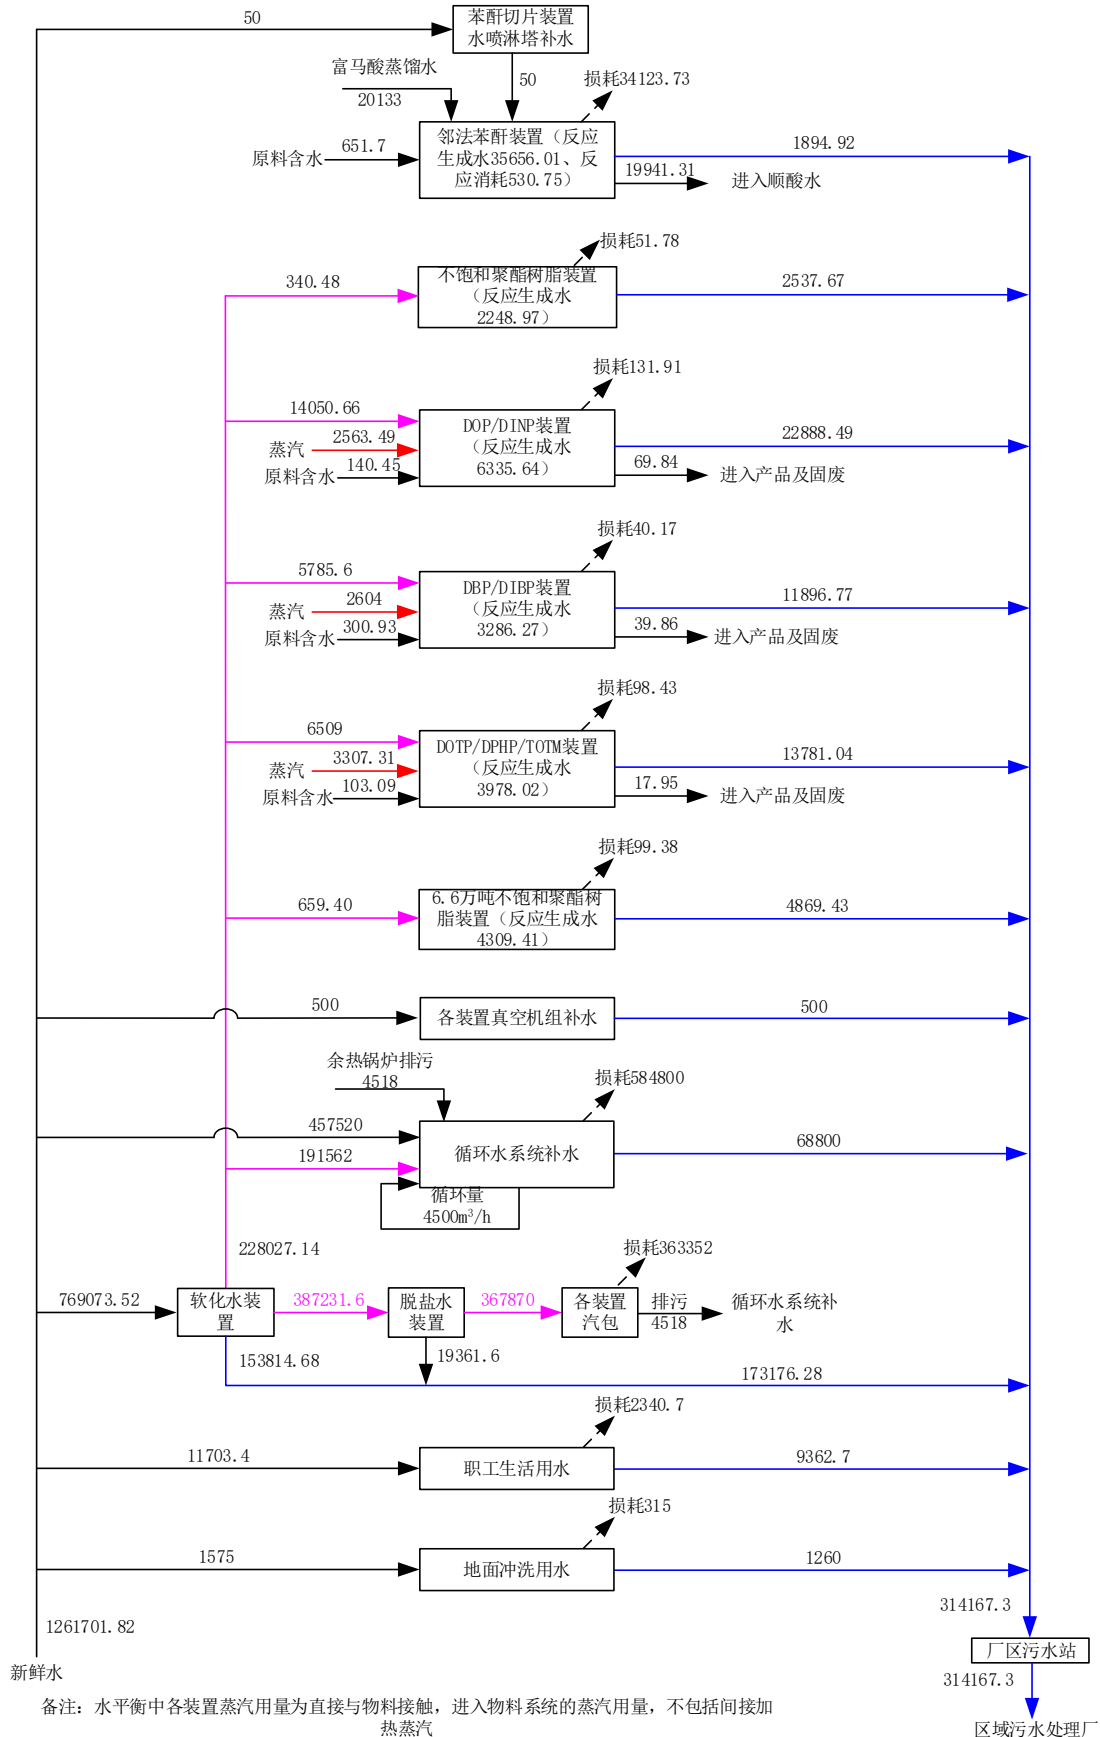 50
苯酐切片装置
水喷淋塔补水
富马酸蒸馏水
20133
50
损耗34123.73
原料含水
651.7
邻法苯酐装置（反应
生成水35656.01、反
应消耗530.75）
1894.92
19941.31
进入顺酸水
损耗51.78
340.48
不饱和聚酯树脂装置
（反应生成水
2248.97）
2537.67
损耗131.91
14050.66
蒸汽
2563.49
原料含水
140.45
DOP/DINP装置
（反应生成水
6335.64）
22888.49
69.84
进入产品及固废
损耗40.17
5785.6
蒸汽
2604
原料含水
300.93
DBP/DIBP装置
（反应生成水
3286.27）
11896.77
39.86
进入产品及固废
损耗98.43
6509
蒸汽
3307.31
原料含水
103.09
DOTP/DPHP/TOTM装置
（反应生成水
3978.02）
13781.04
17.95
进入产品及固废
损耗99.38
659.40
6.6万吨不饱和聚酯树
脂装置（反应生成水
4309.41）
4869.43
500
各装置真空机组补水
500
余热锅炉排污
4518
损耗584800
457520
191562
循环水系统补水
68800
循环量
4500m³/h
228027.14
损耗363352
769073.52
软化水装
置
387231.6
脱盐水
装置
367870
各装置
汽包
排污
4518
循环水系统补
水
153814.68
19361.6
173176.28
损耗2340.7
11703.4
职工生活用水
9362.7
损耗315
1575
地面冲洗用水
1260
1261701.82
新鲜水
314167.3
厂区污水站
314167.3
区域污水处理厂
备注：水平衡中各装置蒸汽用量为直接与物料接触，进入物料系统的蒸汽用量，不包括间接加
热蒸汽